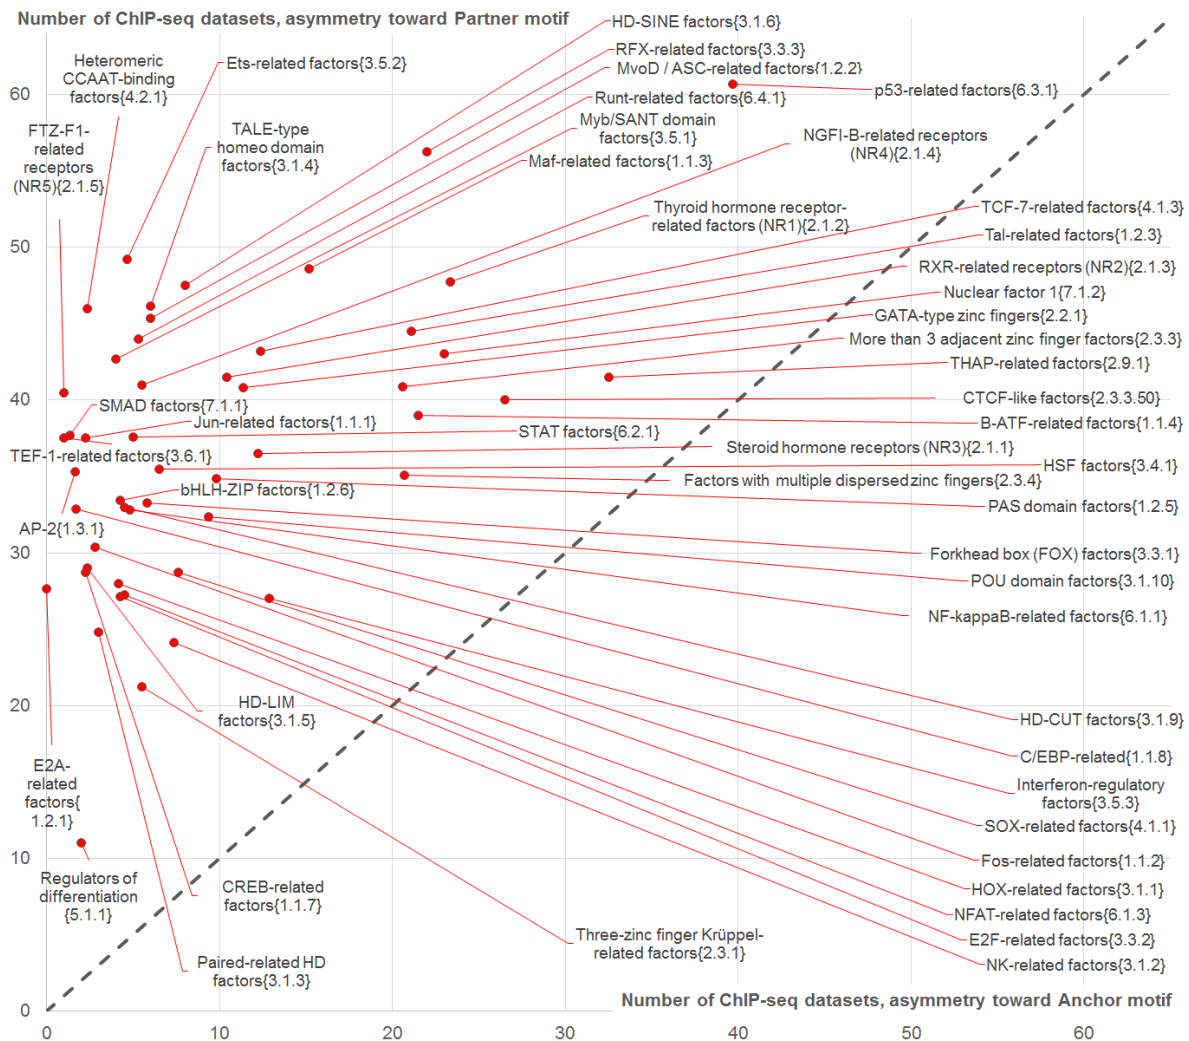 Number of ChIP-seq datasets, asymmetry toward Partner motif
HD-SINE factors{3.1.6}
RFX-related factors{3.3.3}
MvoD / ASC-related factors{1.2.2}
p53-related factors{6.3.1}
Runt-related factors{6.4.1}
Myb/SANT domain
factors{3.5.1}
Maf-related factors{1.1.3}
NGFI-B-related receptors
(NR4){2.1.4}
Heteromeric
CCAAT-binding
factors{4.2.1}
Ets-related factors{3.5.2}
FTZ-F1-
related
receptors
(NR5){2.1.5}
TALE-type
homeo domain
factors{3.1.4}
Thyroid hormone receptor-
related factors (NR1){2.1.2}
TCF-7-related factors{4.1.3}
Tal-related factors{1.2.3}
RXR-related receptors (NR2){2.1.3}
Nuclear factor 1{7.1.2}
GATA-type zinc fingers{2.2.1}
More than 3 adjacent zinc finger factors{2.3.3}
THAP-related factors{2.9.1}
CTCF-like factors{2.3.3.50}
B-ATF-related factors{1.1.4}
SMAD factors{7.1.1}
Jun-related factors{1.1.1}
STAT factors{6.2.1}
TEF-1-related factors{3.6.1}
Steroid hormone receptors (NR3){2.1.1}
HSF factors{3.4.1}
Factors with multiple dispersed zinc fingers{2.3.4}
bHLH-ZIP factors{1.2.6}
PAS domain factors{1.2.5}
AP-2{1.3.1}
Forkhead box (FOX) factors{3.3.1}
POU domain factors{3.1.10}
NF-kappaB-related factors{6.1.1}
HD-LIM
factors{3.1.5}
HD-CUT factors{3.1.9}
C/EBP-related{1.1.8}
Interferon-regulatory
factors{3.5.3}
SOX-related factors{4.1.1}
Fos-related factors{1.1.2}
HOX-related factors{3.1.1}
NFAT-related factors{6.1.3}
E2F-related factors{3.3.2}
NK-related factors{3.1.2}
E2A-
related
factors{
1.2.1}
Regulators of
differentiation
{5.1.1}
CREB-related
factors{1.1.7}
Paired-related HD
factors{3.1.3}
Three-zinc finger Krüppel-
related factors{2.3.1}
Number of ChIP-seq datasets, asymmetry toward Anchor motif
60
50
40
30
20
10
0
0 10 20 30 40 50 60